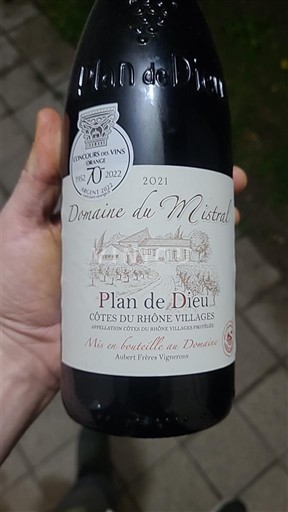 Plan de Dieu
CONCOURS DES VINS
ORANGE
1952 70 2022
ARGENT 2022
2021
Domaine du Mistral
Plan de Dieu
CÔTES DU RHÔNE VILLAGES
APPELLATION CÔTES DU RHÔNE VILLAGES PROTÉGÉE
Mis en bouteille au Domaine
Aubert Frères Vignerons